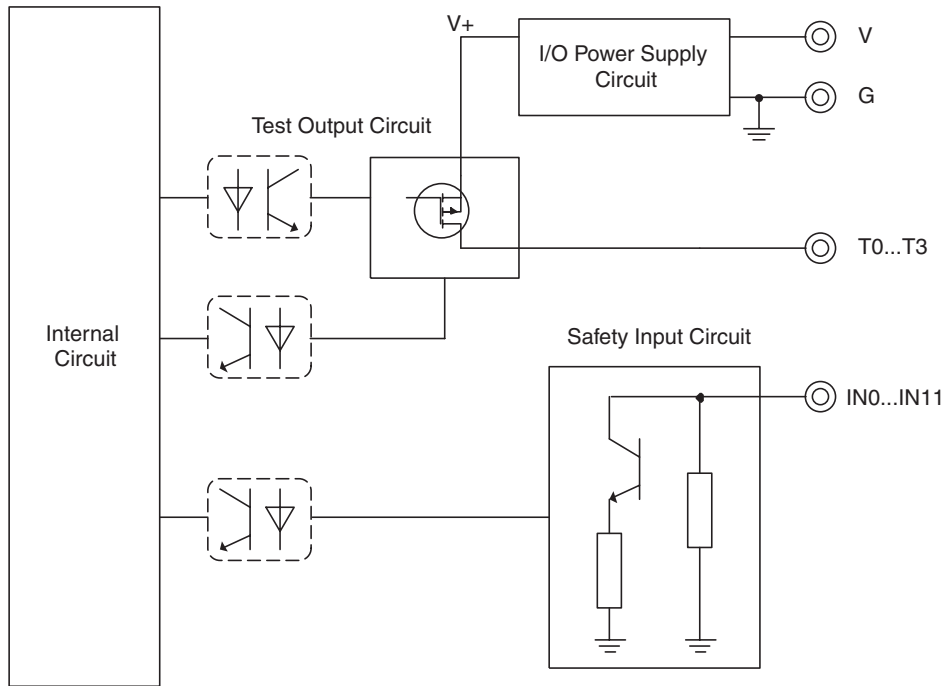 V+
I/O Power Supply
Circuit
V
G
Test Output Circuit
T0...T3
Internal
Circuit
Safety Input Circuit
IN0...IN11